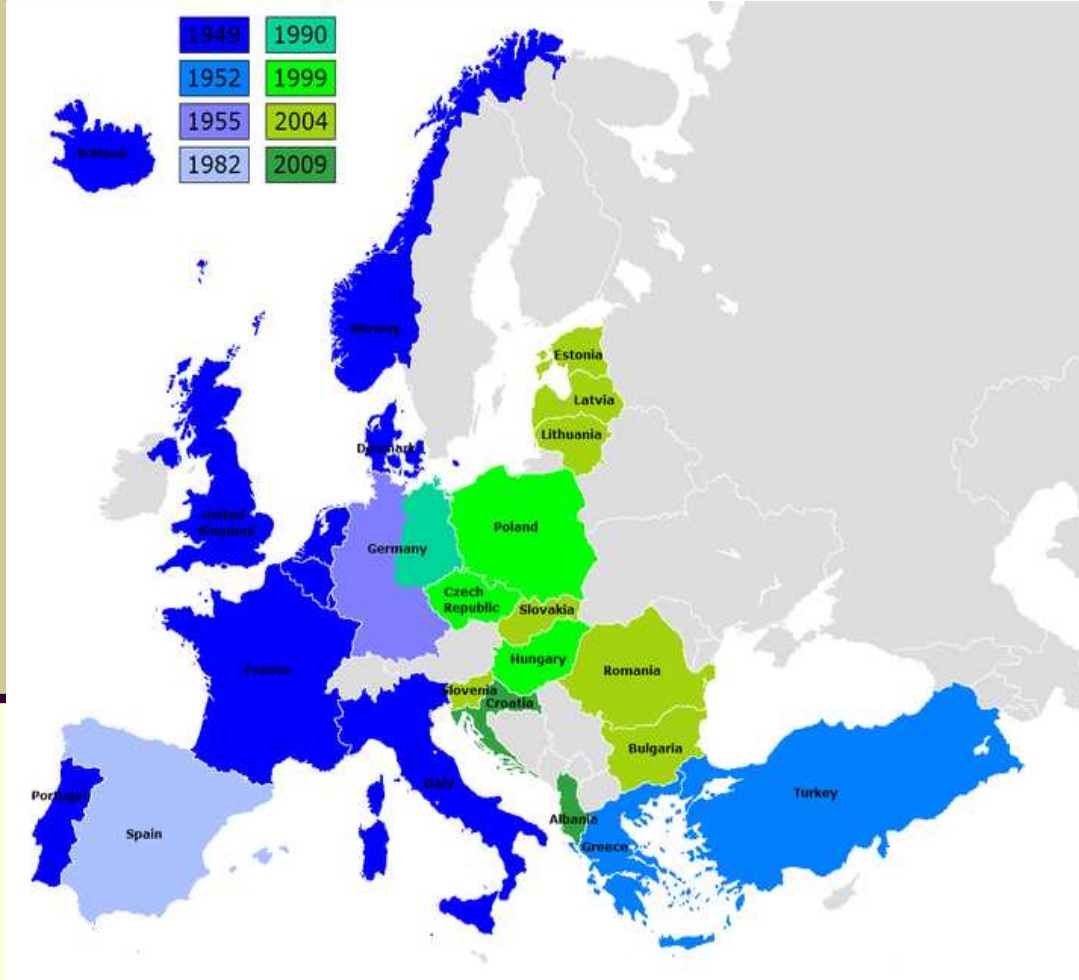 1949 1990
1952 1999
1955 2004
1982 2009
Iceland
Norway
Estonia
Latvia
Lithuania
Denmark
United
Kingdom
Poland
Germany
Czech
Republic
Slovakia
Hungary
France
Romania
Slovenia
Croatia
Bulgaria
Italy
Portugal
Turkey
Albania
Spain
Greece